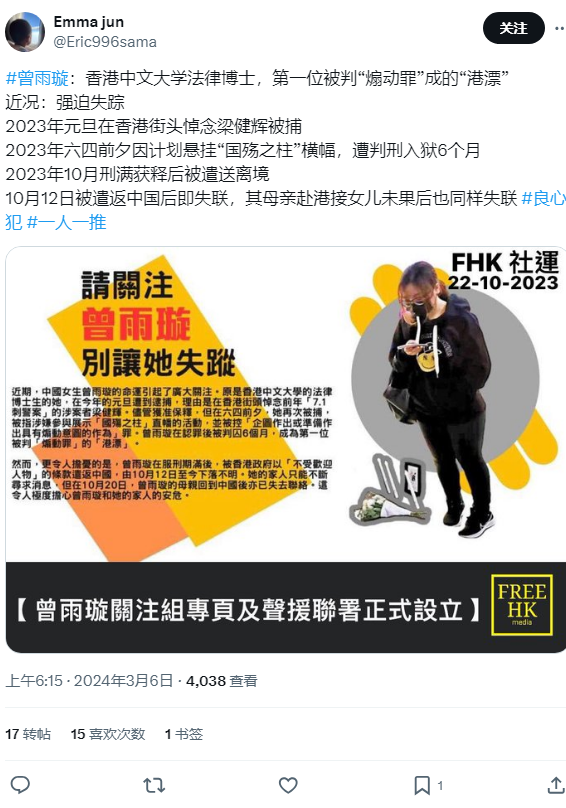 Emma jun
@Eric996sama
关注
#曾雨璇：香港中文大学法律博士，第一位被判“煽动罪”成的“港漂”
近况：强迫失踪
2023年元旦在香港街头悼念梁健辉被捕
2023年六四前夕因计划悬挂“国殇之柱”横幅，遭判刑入狱6个月
2023年10月刑满获释后被遣送离境
10月12日被遣返中国后即失联，其母亲赴港接女儿未果后也同样失联 #良心
犯 #一人一推
請關注
曾雨璇
別讓她失蹤
FHK 社運
22-10-2023
近期，中國女生曾雨璇的命運引起了廣大關注。原是香港中文大學的法律
博士生的她，在今年的元旦遭到逮捕，理由是在香港街頭悼念前年「7.1
刺警案」的涉案者梁健輝。儘管獲准保釋，但在六四前夕，她再次被捕，
被指涉嫌參與展示「國殤之柱」直幡的活動，並被控「企圖作出或準備作
出具有煽動意圖的作為」罪。曾雨璇在認罪後被判囚6個月，成為第一位
被判「煽動罪」的「港漂」。
然而，更令人擔憂的是，曾雨璇在服刑期滿後，被香港政府以「不受歡迎
人物」的條款遣返中國，由10月12日至今下落不明。她的家人只能不斷
尋求消息，但在10月20日，曾雨璇的母親回到中國後亦已失去聯絡。這
令人極度擔心曾雨璇和她的家人的安危。
【 曾雨璇關注組專頁及聲援聯署正式設立 】
FREE
HK
media
上午6:15 · 2024年3月6日 · 4,038 查看
17 转帖 15 喜欢次数 1 书签
1